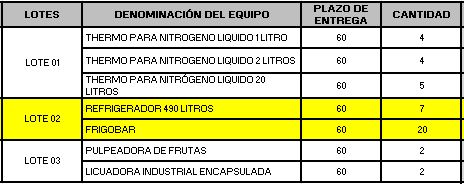 LOTES DENOMINACIÓN DEL EQUIPO PLAZO DE ENTREGA CANTIDAD
LOTE 01
THERMO PARA NITROGENO LIQUIDO 1 LITRO 60 4
THERMO PARA NITROGENO LIQUIDO 2 LITROS 60 4
THERMO PARA NITRÓGENO LIQUIDO 20 LITROS 60 5
LOTE 02
REFRIGERADOR 490 LITROS 60 7
FRIGOBAR 60 20
LOTE 03
PULPEADORA DE FRUTAS 60 2
LICUADORA INDUSTRIAL ENCAPSULADA 60 2